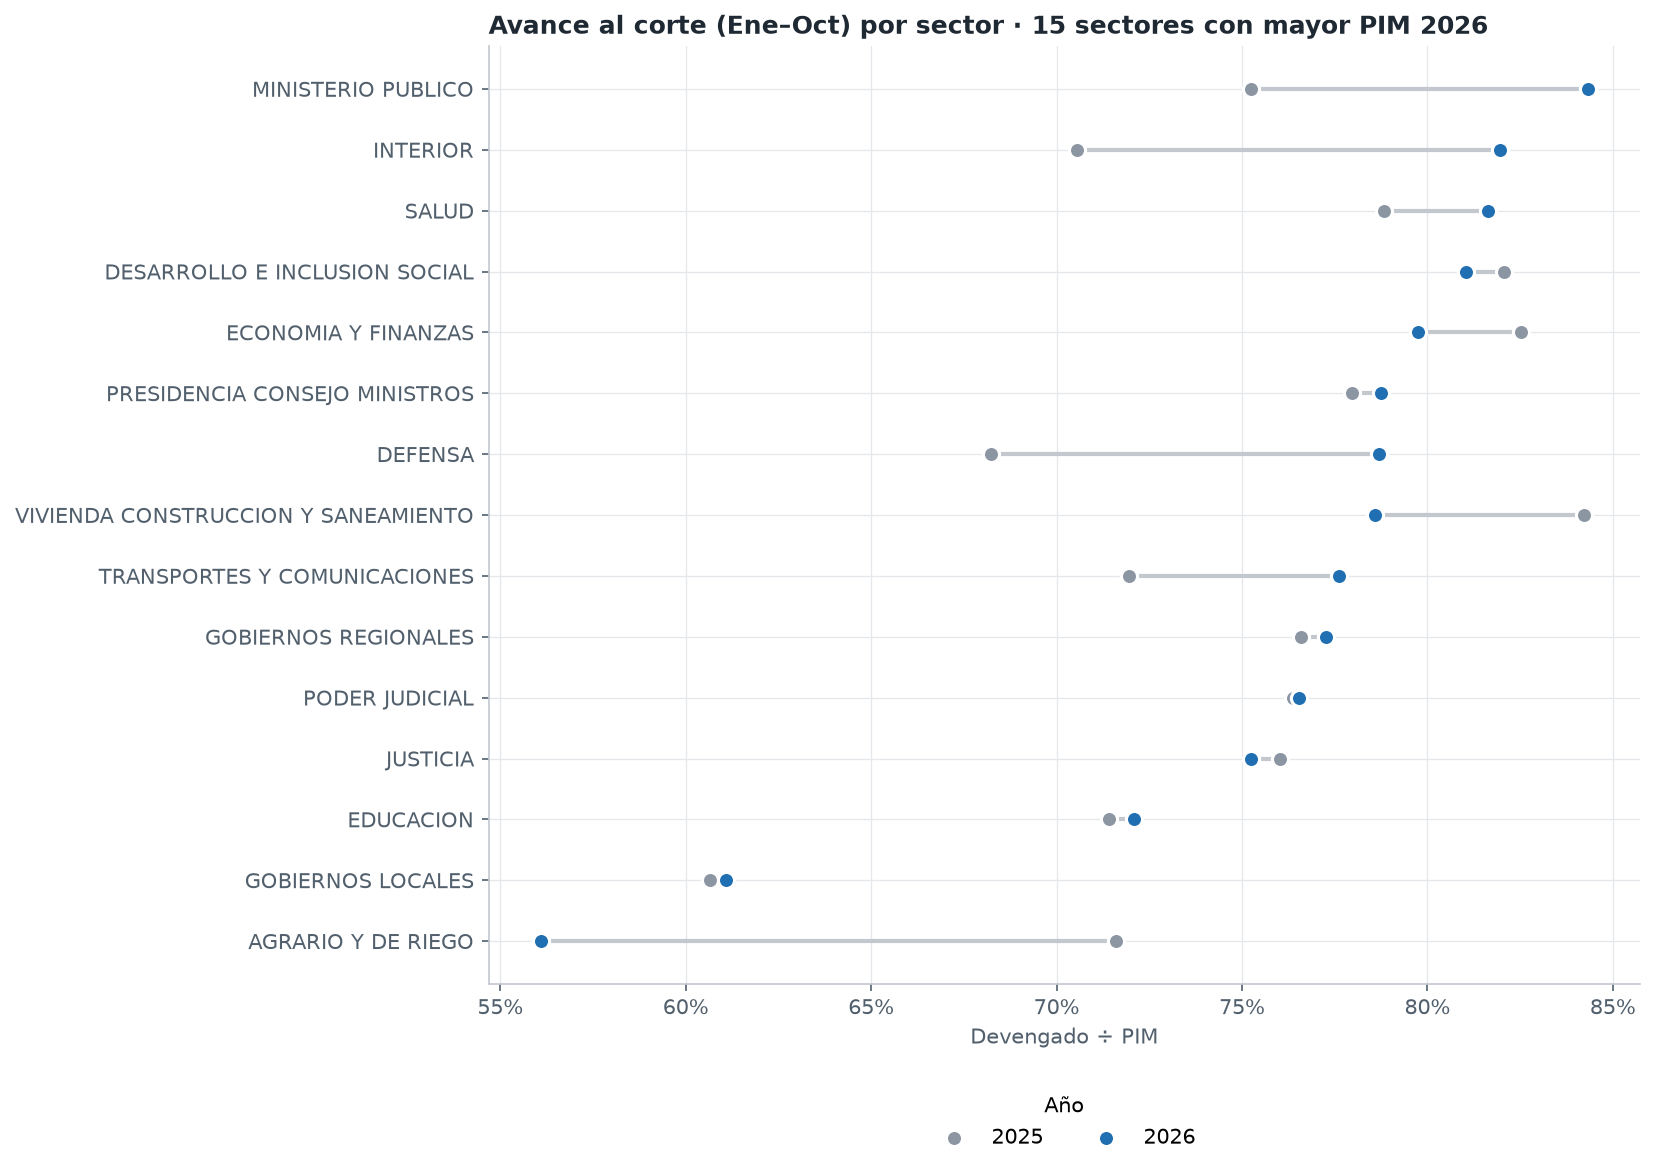 Avance al corte (Ene–Oct) por sector · 15 sectores con mayor PIM 2026
MINISTERIO PUBLICO
INTERIOR
SALUD
DESARROLLO E INCLUSION SOCIAL
ECONOMIA Y FINANZAS
PRESIDENCIA CONSEJO MINISTROS
DEFENSA
VIVIENDA CONSTRUCCION Y SANEAMIENTO
TRANSPORTES Y COMUNICACIONES
GOBIERNOS REGIONALES
PODER JUDICIAL
JUSTICIA
EDUCACION
GOBIERNOS LOCALES
AGRARIO Y DE RIEGO
55% 60% 65% 70% 75% 80% 85%
Devengado ÷ PIM
Año
2025 2026